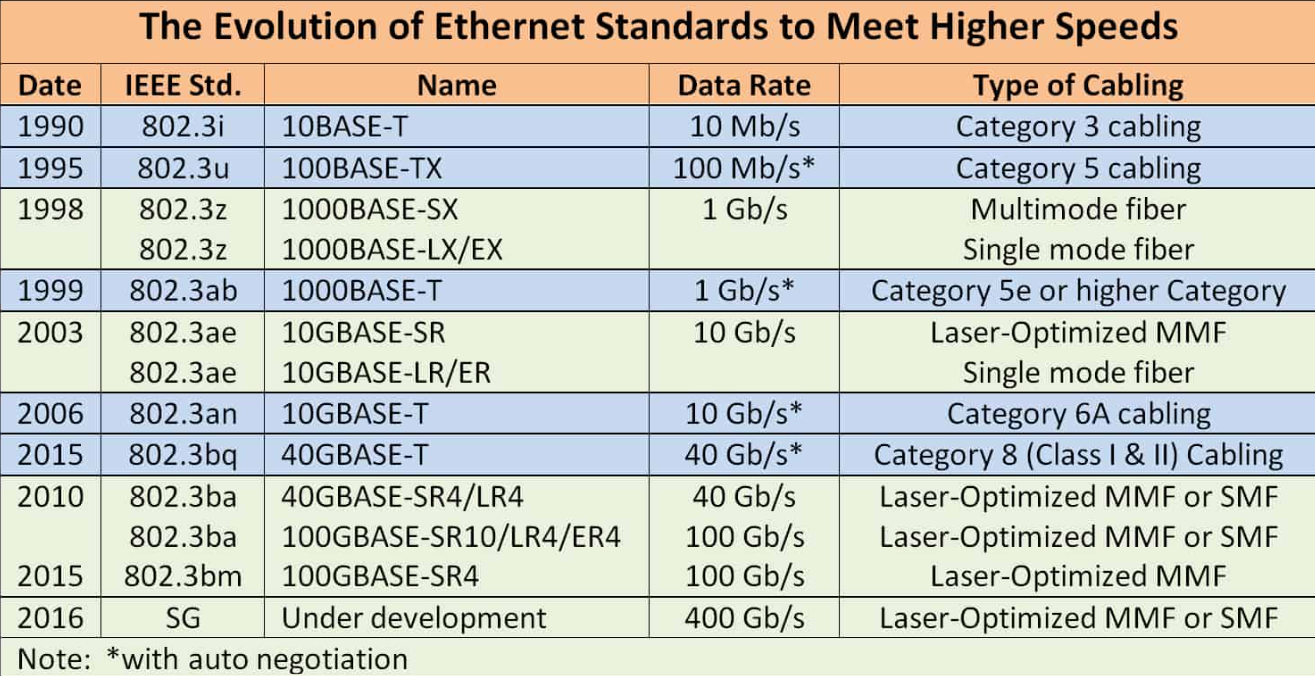 The Evolution of Ethernet Standards to Meet Higher Speeds
Date IEEE Std. Name Data Rate Type of Cabling
1990 802.3i 10BASE-T 10 Mb/s Category 3 cabling
1995 802.3u 100BASE-TX 100 Mb/s* Category 5 cabling
1998 802.3z 1000BASE-SX 1 Gb/s Multimode fiber
802.3z 1000BASE-LX/EX Single mode fiber
1999 802.3ab 1000BASE-T 1 Gb/s* Category 5e or higher Category
2003 802.3ae 10GBASE-SR 10 Gb/s Laser-Optimized MMF
802.3ae 10GBASE-LR/ER Single mode fiber
2006 802.3an 10GBASE-T 10 Gb/s* Category 6A cabling
2015 802.3bq 40GBASE-T 40 Gb/s* Category 8 (Class I & II) Cabling
2010 802.3ba 40GBASE-SR4/LR4 40 Gb/s Laser-Optimized MMF or SMF
802.3ba 100GBASE-SR10/LR4/ER4 100 Gb/s Laser-Optimized MMF or SMF
2015 802.3bm 100GBASE-SR4 100 Gb/s Laser-Optimized MMF
2016 SG Under development 400 Gb/s Laser-Optimized MMF or SMF
Note: *with auto negotiation